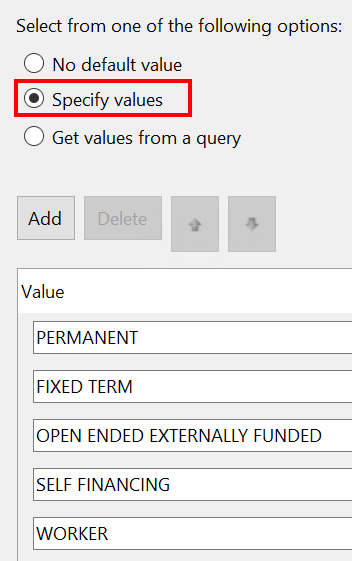 Select from one of the following options:
No default value
Specify values
Get values from a query
Add Delete
Value
PERMANENT
FIXED TERM
OPEN ENDED EXTERNALLY FUNDED
SELF FINANCING
WORKER